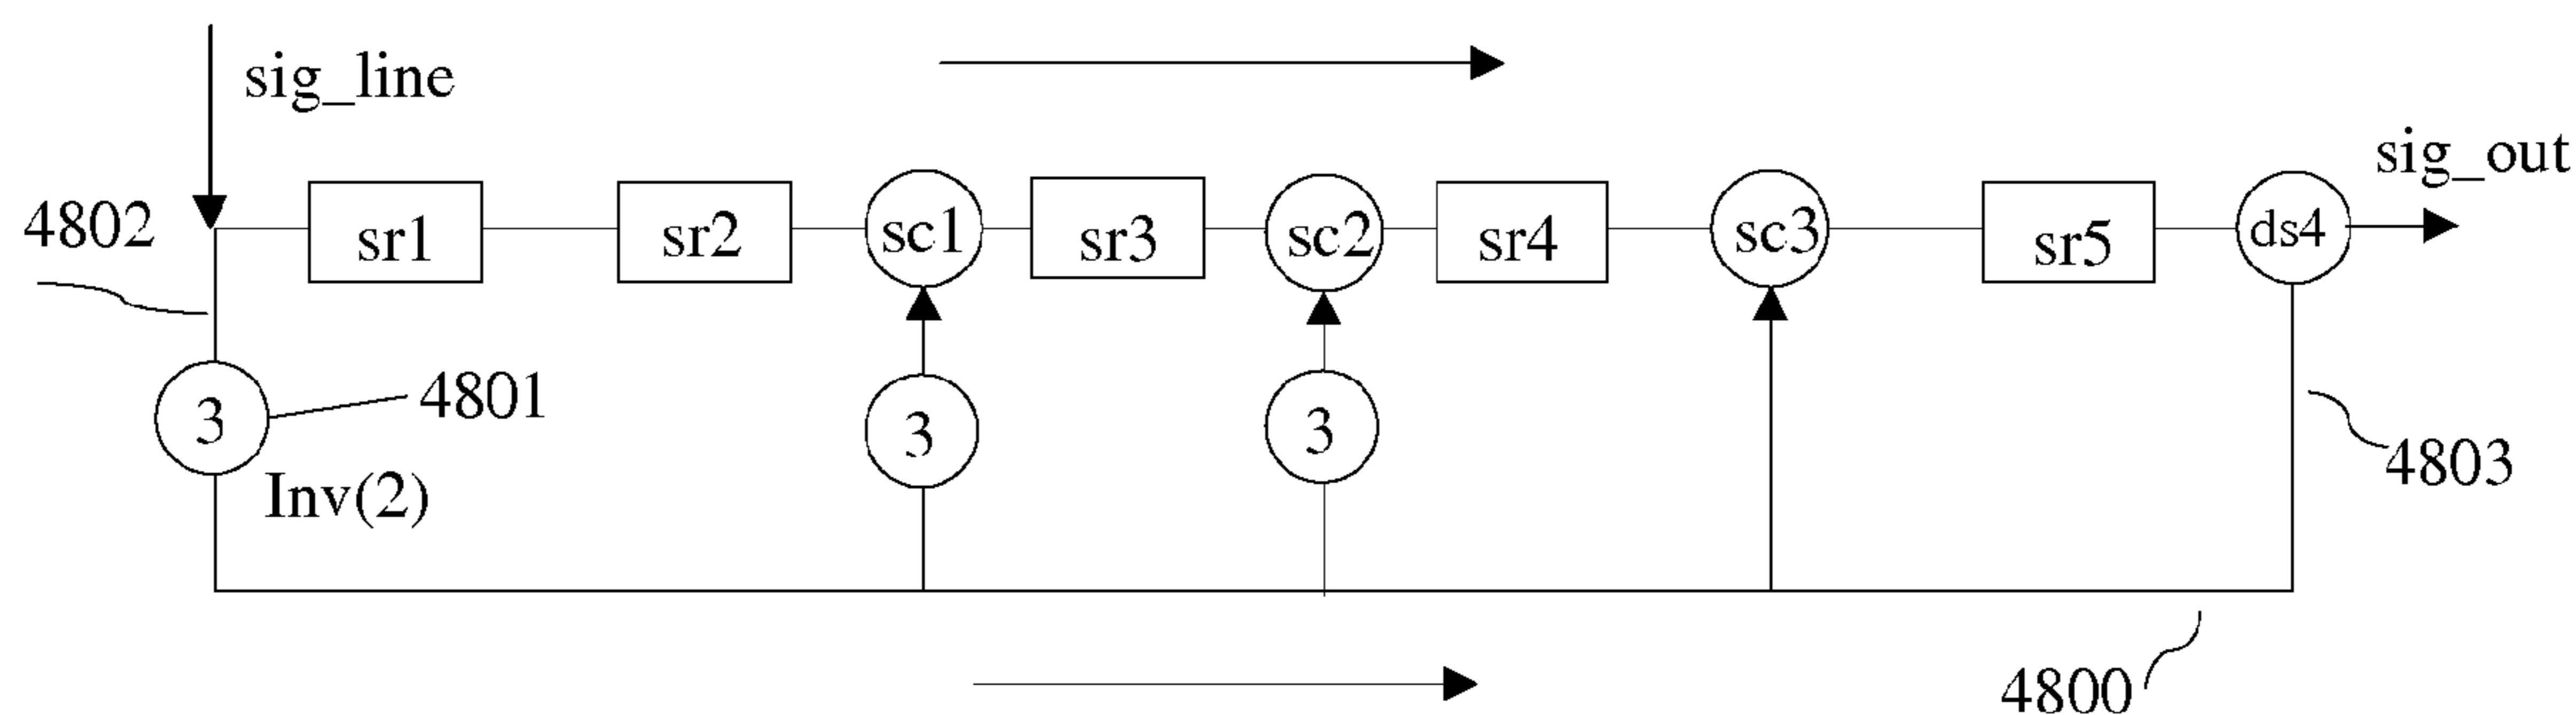 sig_line
sig_out
4802
sr1
sr2
sc1
sr3
sc2
sr4
sc3
sr5
ds4
3
4801
3
3
4803
Inv(2)
4800